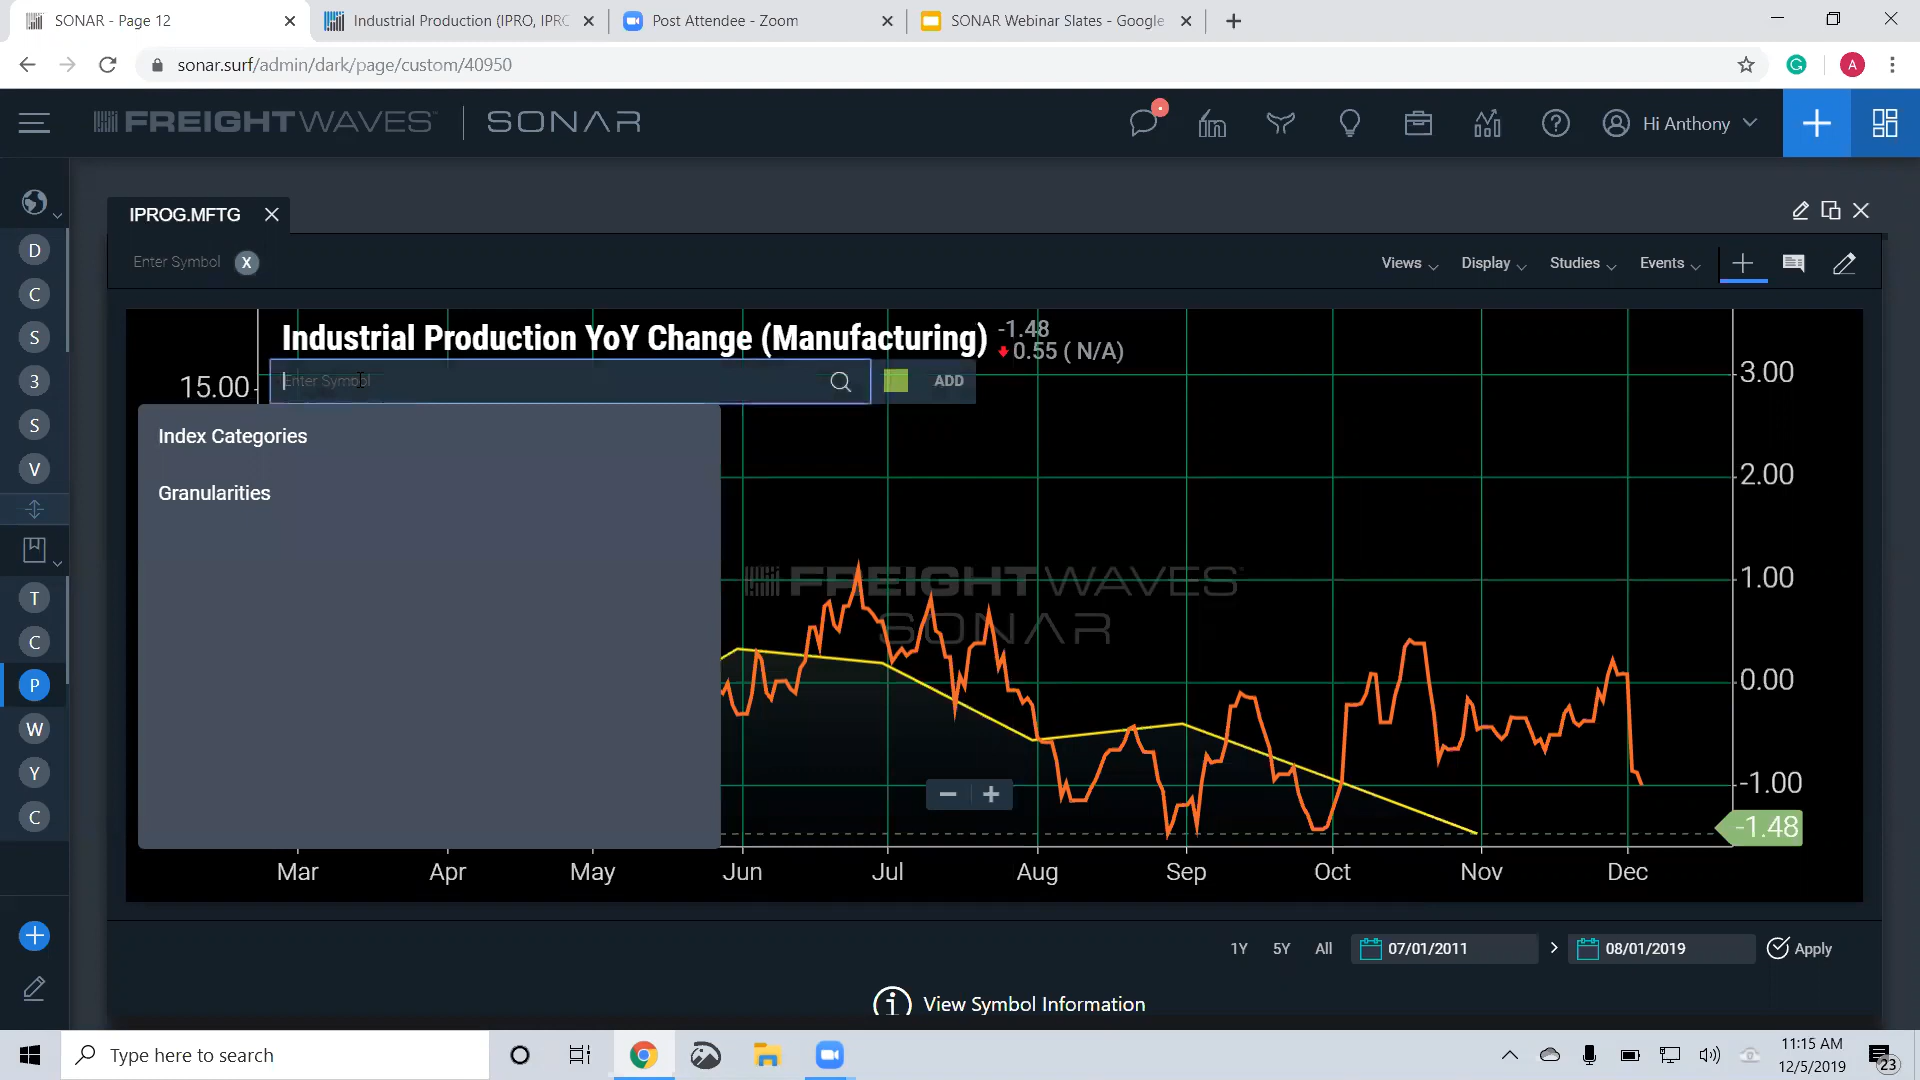 SONAR - Page 12
Industrial Production (IPRO, IPRO
Post Attendee - Zoom
SONAR Webinar Slates - Google
sonar.surf/admin/dark/page/custom/40950
A
FREIGHTWAVES SONAR
Hi Anthony
IPROG.MFTG
Enter Symbol X
Views
Display
Studies
Events
Industrial Production YoY Change (Manufacturing)
-1.48
0.55 ( N/A)
15.00
Enter Symbol
ADD
Index Categories
Granularities
FREIGHTWAVES
SONAR
3.00
2.00
1.00
0.00
-1.00
-1.48
Mar
Apr
May
Jun
Jul
Aug
Sep
Oct
Nov
Dec
D
C
S
3
S
V
T
C
P
W
Y
C
1Y
5Y
All
07/01/2011
08/01/2019
Apply
View Symbol Information
Type here to search
11:15 AM
12/5/2019
23